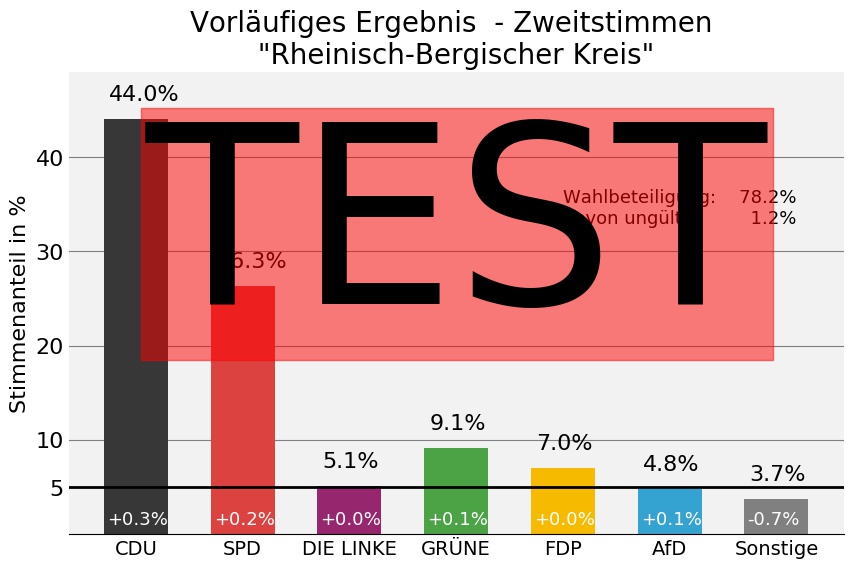 Vorläufiges Ergebnis - Zweitstimmen
"Rheinisch-Bergischer Kreis"
44.0%
TEST
40
Wahlbeteiligung: 78.2%
von 1.2%
30
6.3%
20
Stimmenanteil in %
10
9.1%
7.0%
5.1%
4.8%
3.7%
5
+0.3% +0.2% +0.0% +0.1% +0.0% +0.1% -0.7%
CDU SPD DIE LINKE GRÜNE FDP AfD Sonstige